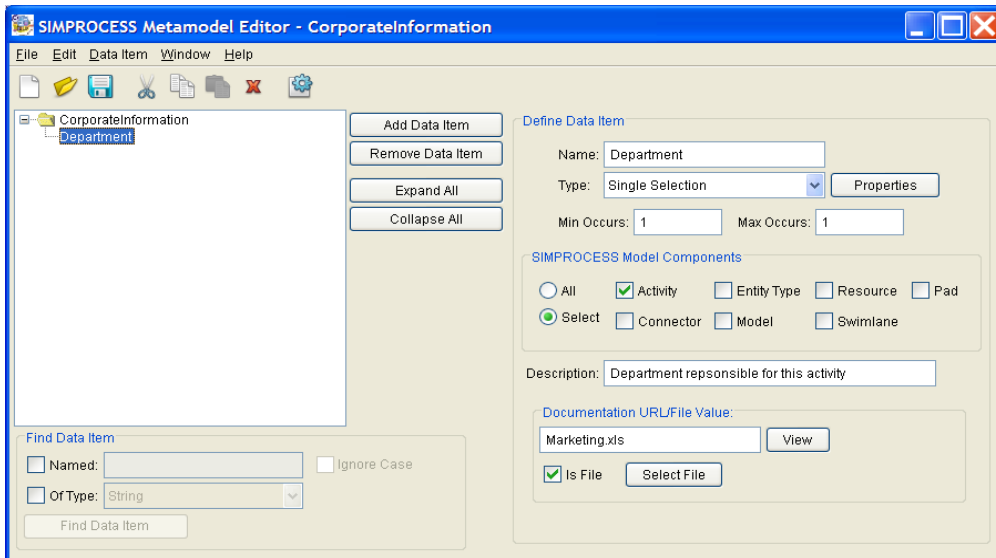 SIMPROCESS Metamodel Editor - CorporateInformation
File Edit Data Item Window Help
CorporateInformation
Department
Add Data Item
Remove Data Item
Expand All
Collapse All
Find Data Item
Named:
Ignore Case
Of Type: String
Find Data Item
Define Data Item
Name: Department
Type: Single Selection Properties
Min Occurs: 1 Max Occurs: 1
SIMPROCESS Model Components
All Activity Entity Type Resource Pad
Select Connector Model Swimlane
Description: Department repsonsible for this activity
Documentation URL/File Value:
Marketing.xls View
Is File Select File